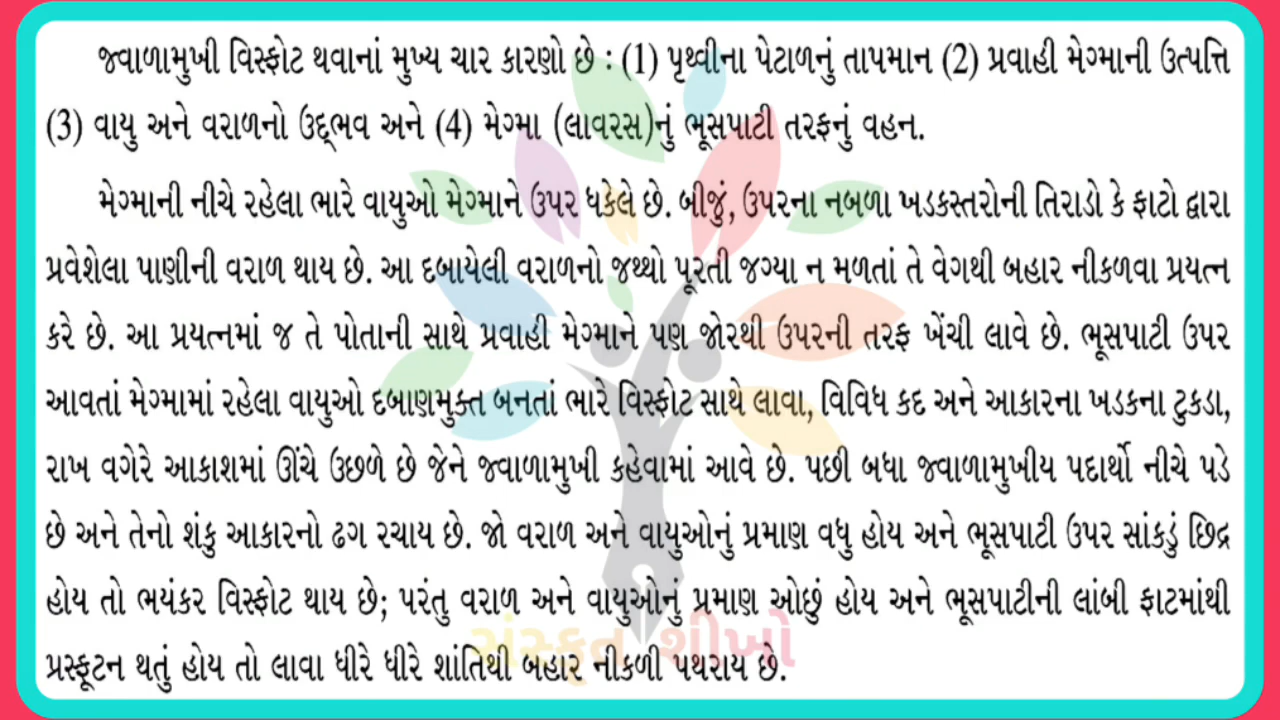 જ્વાળામુખી વિસ્ફોટ થવાનાં મુખ્ય ચાર કારણો છે : (1) પૃથ્વીના પેટાળનું તાપમાન (2) પ્રવાહી મેગ્માની ઉત્પત્તિ
(3) વાયુ અને વરાળનો ઉદ્ભવ અને (4) મેગ્મા (લાવરસ)નું ભૂસપાટી તરફનું વહન.
મેગ્માની નીચે રહેલા ભારે વાયુઓ મેગ્માને ઉપર ધકેલે છે. બીજું, ઉપરના નબળા ખડકસ્તરોની તિરાડો કે ફાટો દ્વારા
પ્રવેશેલા પાણીની વરાળ થાય છે. આ દબાયેલી વરાળનો જથ્થો પૂરતી જગ્યા ન મળતાં તે વેગથી બહાર નીકળવા પ્રયત્ન
કરે છે. આ પ્રયત્નમાં જ તે પોતાની સાથે પ્રવાહી મેગ્માને પણ જોરથી ઉપરની તરફ ખેંચી લાવે છે. ભૂસપાટી ઉપર
આવતાં મેગ્મામાં રહેલા વાયુઓ દબાણમુક્ત બનતાં ભારે વિસ્ફોટ સાથે લાવા, વિવિધ કદ અને આકારના ખડકના ટુકડા,
રાખ વગેરે આકાશમાં ઊંચે ઉછળે છે જેને જ્વાળામુખી કહેવામાં આવે છે. પછી બધા જ્વાળામુખીય પદાર્થો નીચે પડે
છે અને તેનો શંકુ આકારનો ઢગ રચાય છે. જો વરાળ અને વાયુઓનું પ્રમાણ વધુ હોય અને ભૂસપાટી ઉપર સાંકડું છિદ્ર
હોય તો ભયંકર વિસ્ફોટ થાય છે; પરંતુ વરાળ અને વાયુઓનું પ્રમાણ ઓછું હોય અને ભૂસપાટીની લાંબી ફાટમાંથી
પ્રસ્ફૂટન થતું હોય તો લાવા ધીરે ધીરે શાંતિથી બહાર નીકળી પથરાય છે.
સંસ્કૃત શીખો